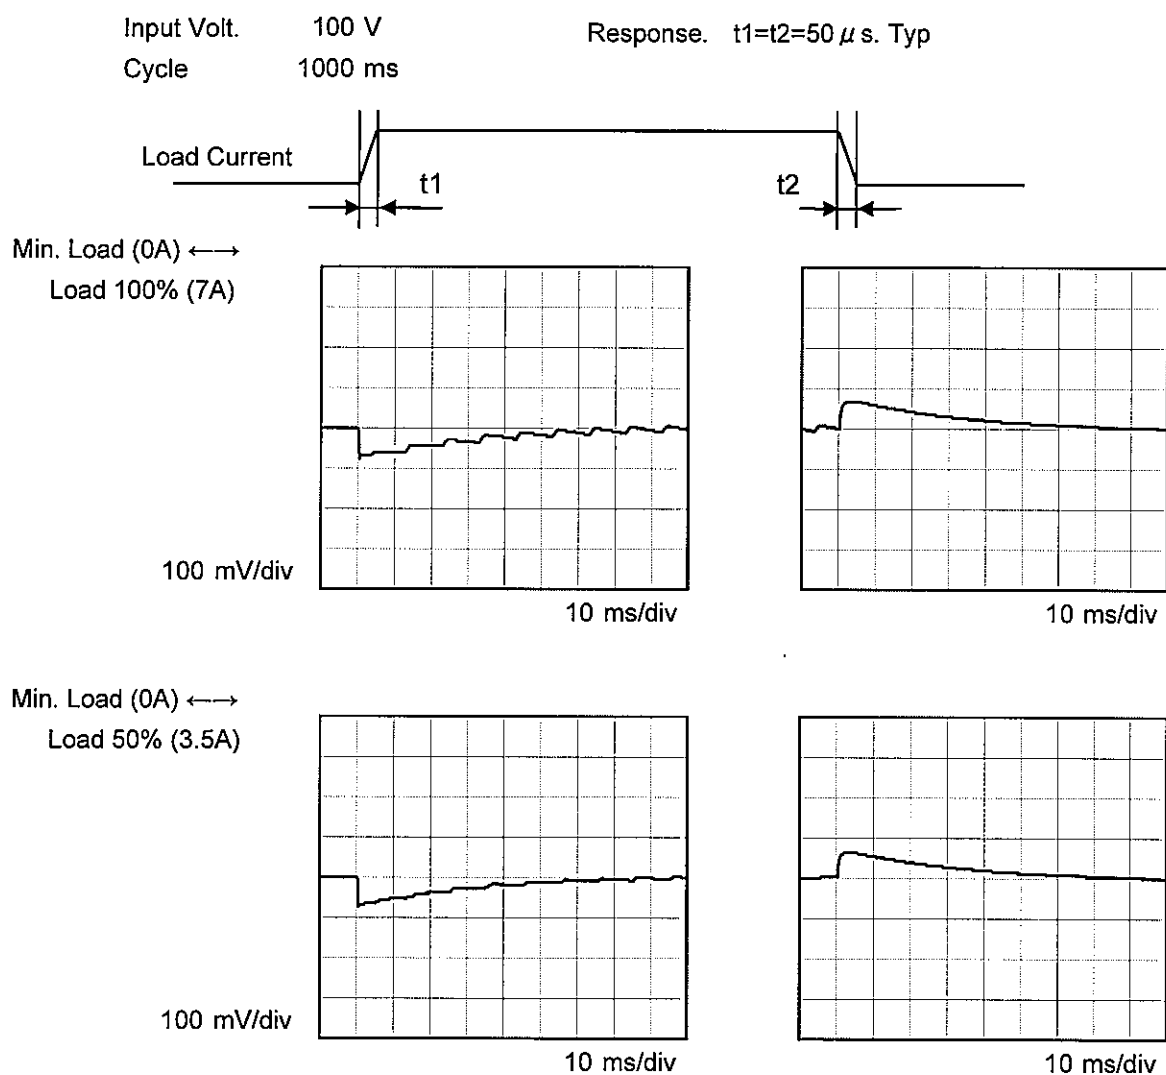 Input Volt. 100 V
Response. t1=t2=50 μs. Typ
Cycle 1000 ms
Load Current
t1
t2
Min. Load (0A) ←→
Load 100% (7A)
100 mV/div
10 ms/div
10 ms/div
Min. Load (0A) ←→
Load 50% (3.5A)
100 mV/div
10 ms/div
10 ms/div